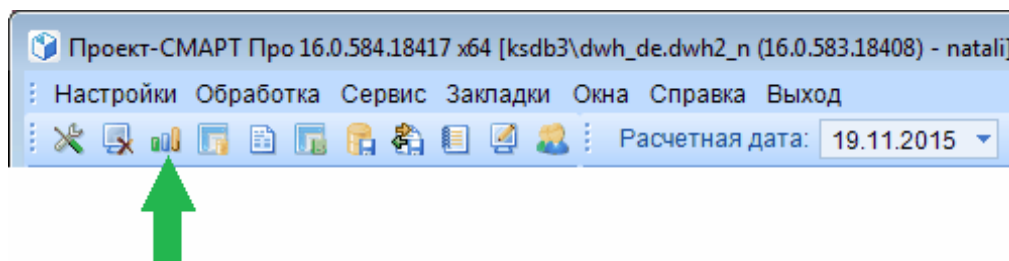 Проект-СМАРТ Про 16.0.584.18417 x64 [ksdb3\dwh_de.dwh2_n (16.0.583.18408) - natali]
Настройки Обработка Сервис Закладки Окна Справка Выход
Расчетная дата: 19.11.2015